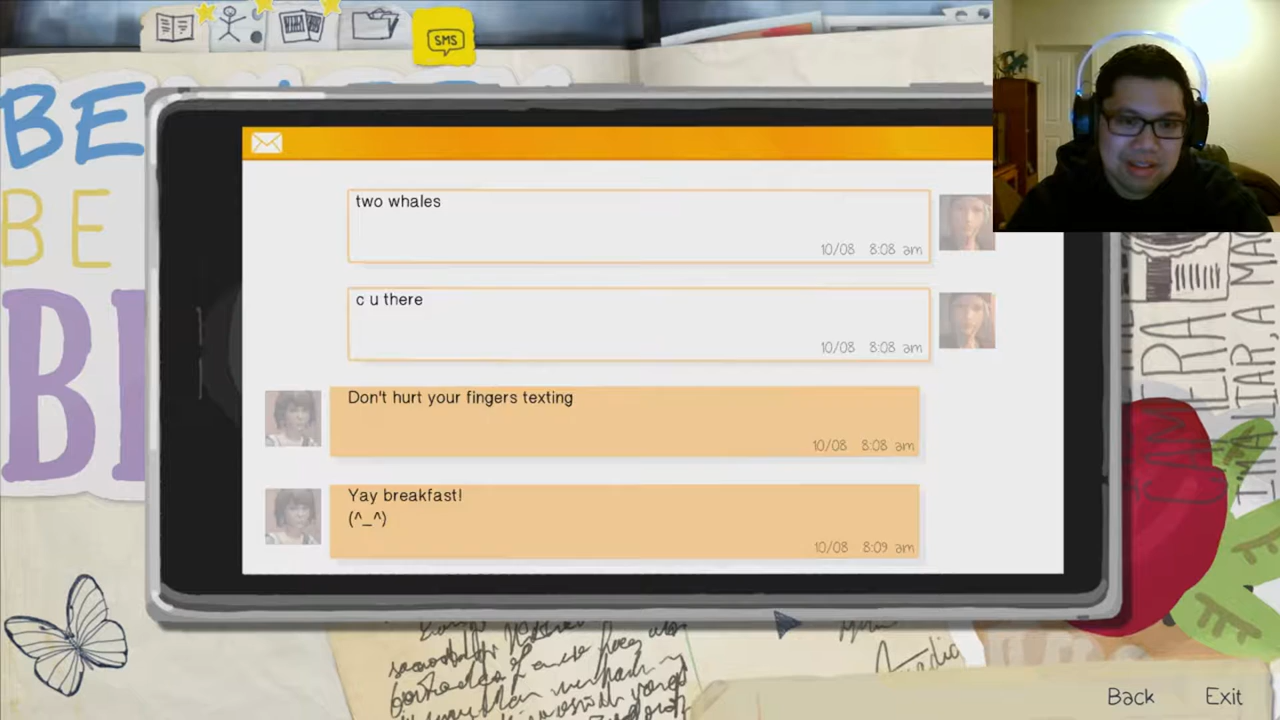 SMS
BE
two whales
10/08 8:08 am
BE
c u there
10/08 8:08 am
Don't hurt your fingers texting
10/08 8:08 am
Yay breakfast!
(^_^)
10/08 8:09 am
CAMERA
Back
Exit